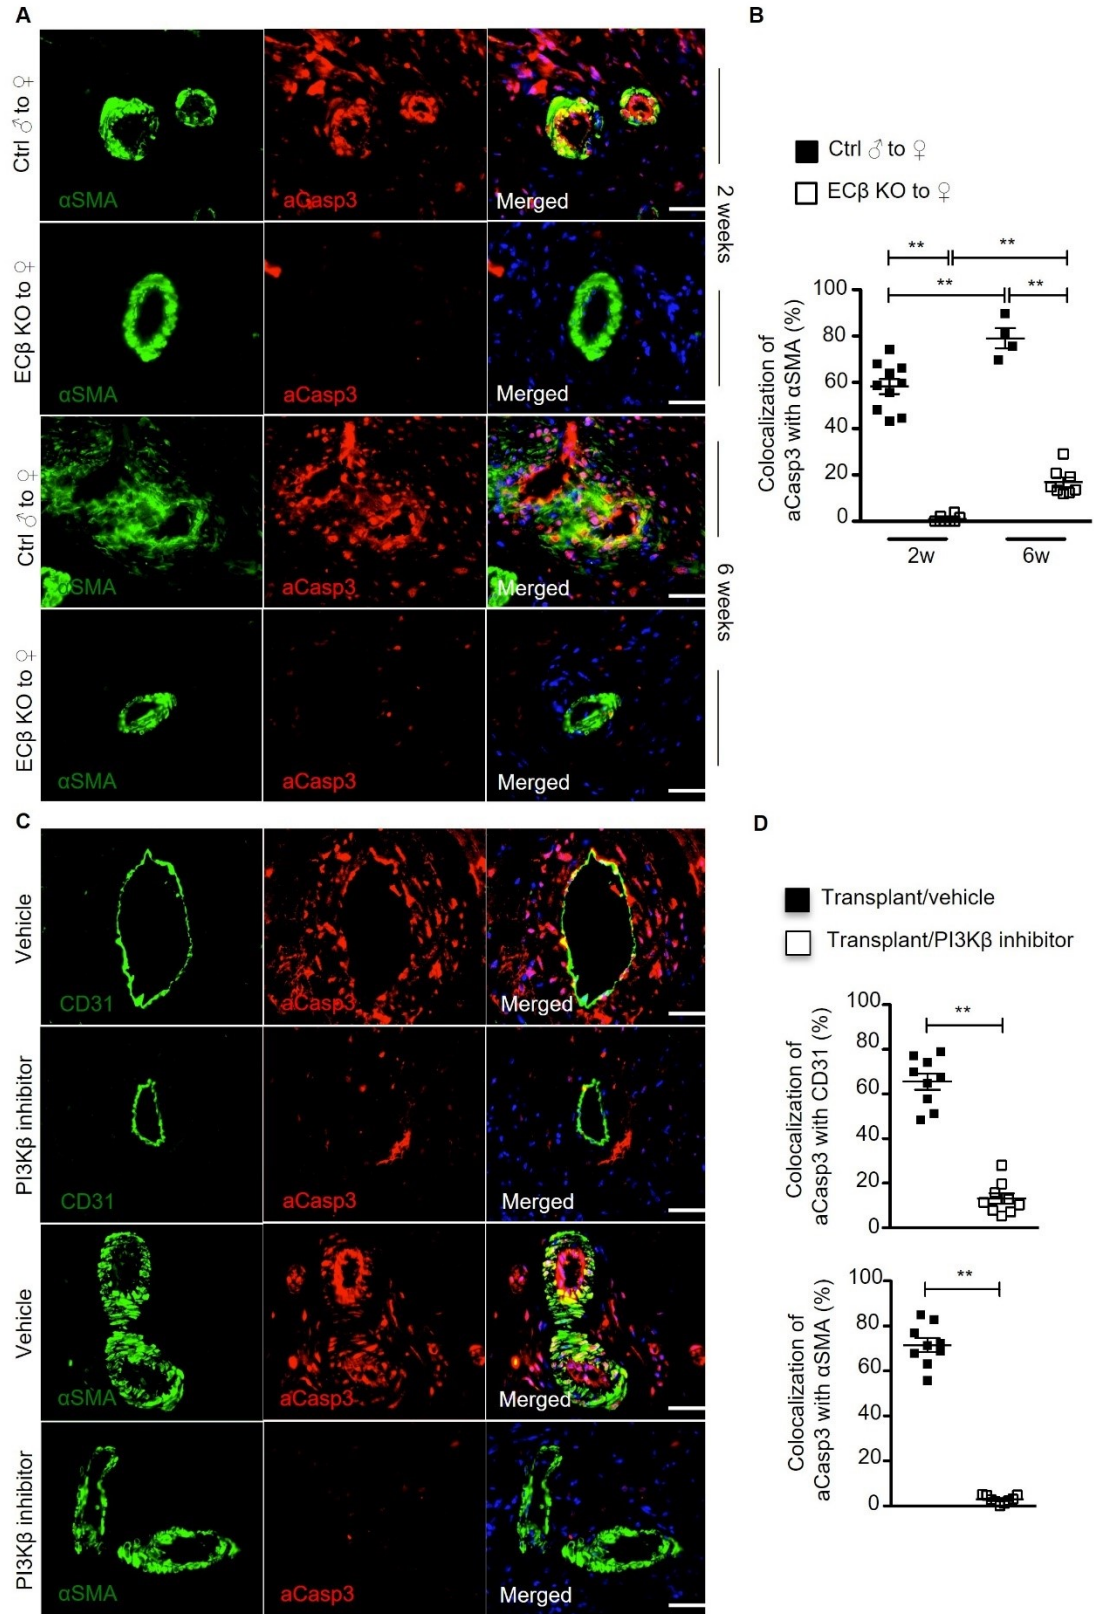 A
Ctrl ♂ to ♀
αSMA
aCasp3
Merged
ECβ KO to ♀
αSMA
aCasp3
Merged
2 weeks
Ctrl ♂ to ♀
αSMA
aCasp3
Merged
ECβ KO to ♀
αSMA
aCasp3
Merged
6 weeks
B
Ctrl ♂ to ♀
ECβ KO to ♀
** **
** **
Colocalization of
aCasp3 with αSMA (%)
100
80
60
40
20
0
2w 6w
C
Vehicle
CD31
aCasp3
Merged
PI3Kβ inhibitor
CD31
aCasp3
Merged
Vehicle
αSMA
aCasp3
Merged
PI3Kβ inhibitor
αSMA
aCasp3
Merged
D
Transplant/vehicle
Transplant/PI3Kβ inhibitor
Colocalization of
aCasp3 with CD31 (%)
100
80
60
40
20
0
**
Colocalization of
aCasp3 with αSMA (%)
100
80
60
40
20
0
**